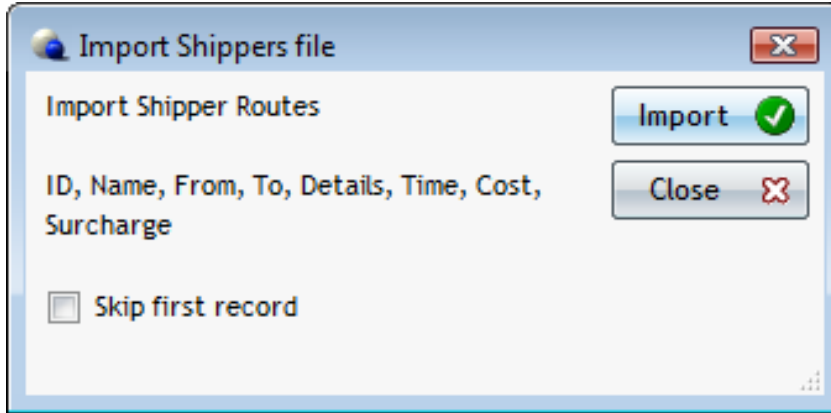 Import Shippers file
Import Shipper Routes
Import
ID, Name, From, To, Details, Time, Cost,
Surcharge
Close
Skip first record